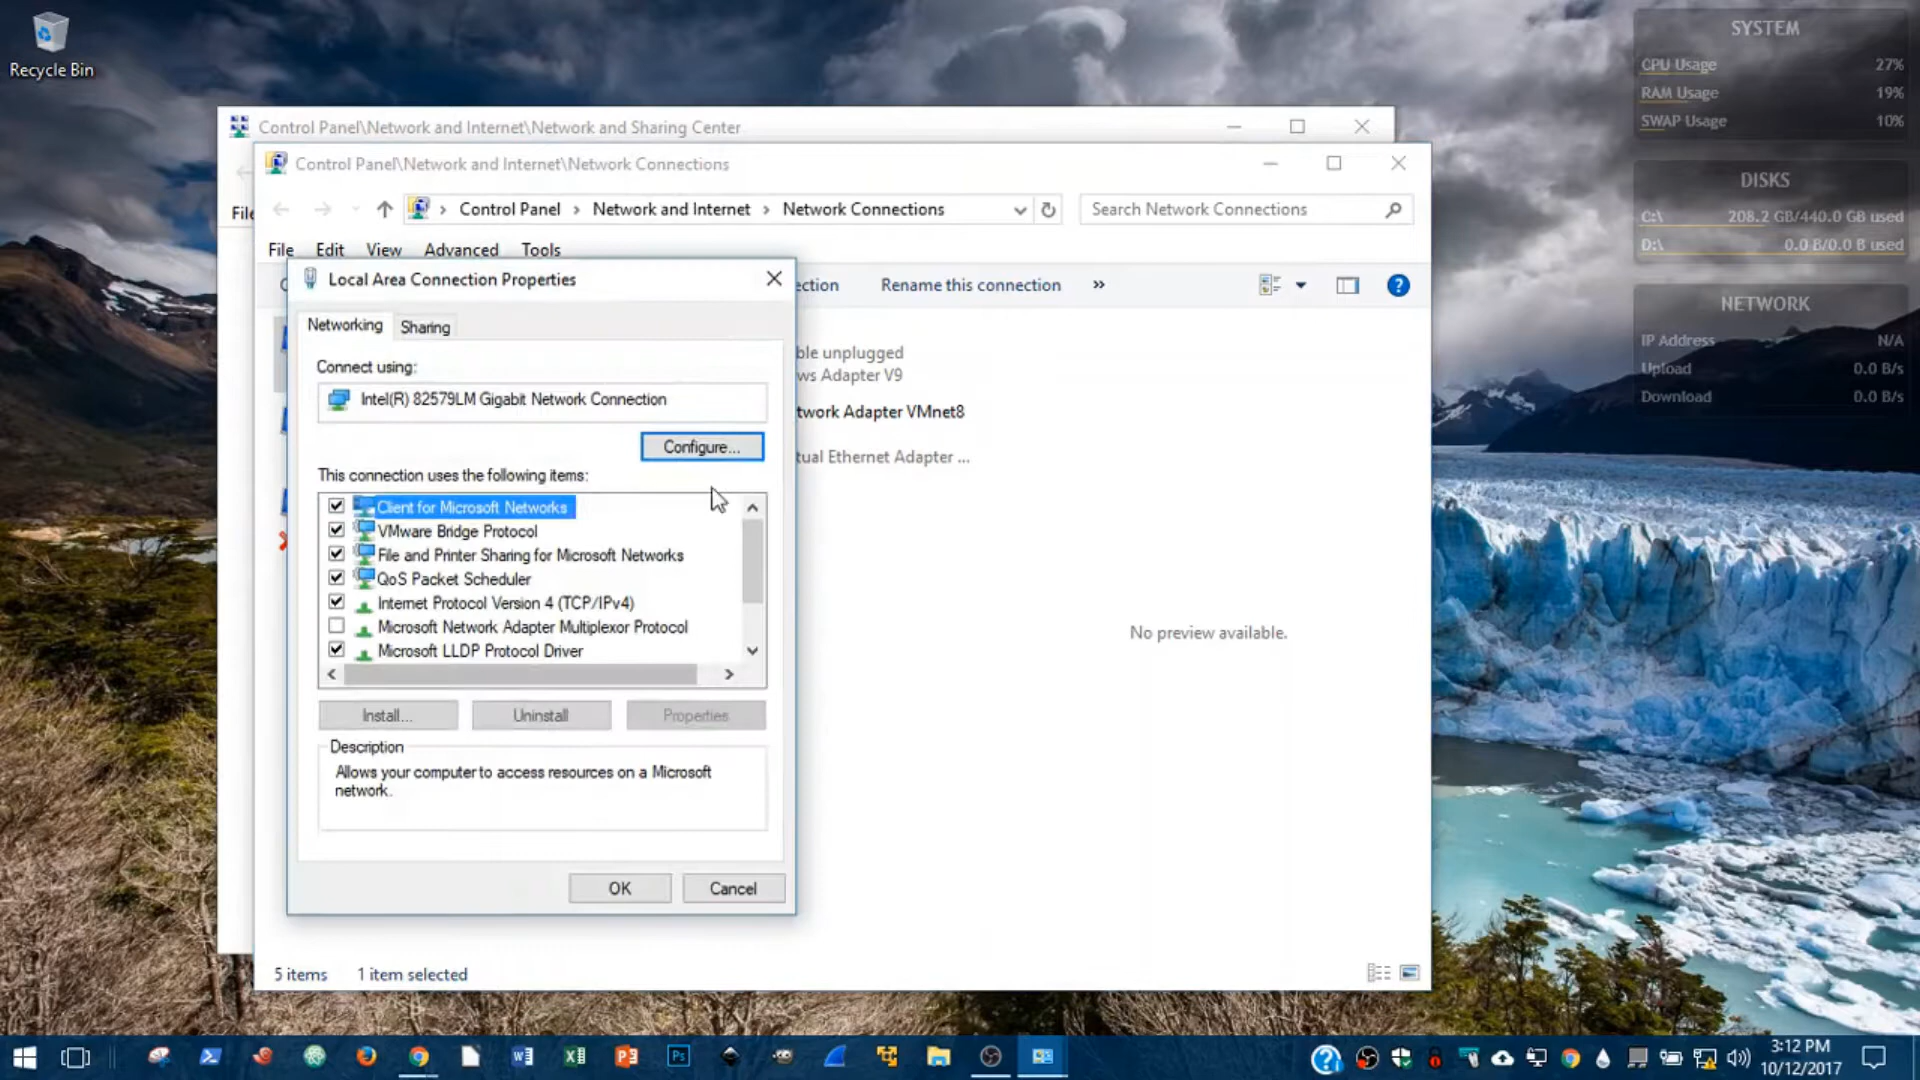 Recycle Bin
SYSTEM
CPU Usage 27%
RAM Usage 19%
SWAP Usage 10%
DISKS
C:\ 208.2 GB/440.0 GB used
D:\ 0.0 B/0.0 B used
NETWORK
IP Address N/A
Upload 0.0 B/s
Download 0.0 B/s
Control Panel\Network and Internet\Network and Sharing Center
File
Control Panel\Network and Internet\Network Connections
Control Panel > Network and Internet > Network Connections
Search Network Connections
File Edit View Advanced Tools
ection Rename this connection »
ble unplugged
ws Adapter V9
twork Adapter VMnet8
tual Ethernet Adapter ...
No preview available.
Local Area Connection Properties
Networking Sharing
Connect using:
Intel(R) 82579LM Gigabit Network Connection
Configure...
This connection uses the following items:
Client for Microsoft Networks
VMware Bridge Protocol
File and Printer Sharing for Microsoft Networks
QoS Packet Scheduler
Internet Protocol Version 4 (TCP/IPv4)
Microsoft Network Adapter Multiplexor Protocol
Microsoft LLDP Protocol Driver
Install... Uninstall Properties
Description
Allows your computer to access resources on a Microsoft
network.
OK Cancel
5 items 1 item selected
3:12 PM
10/12/2017